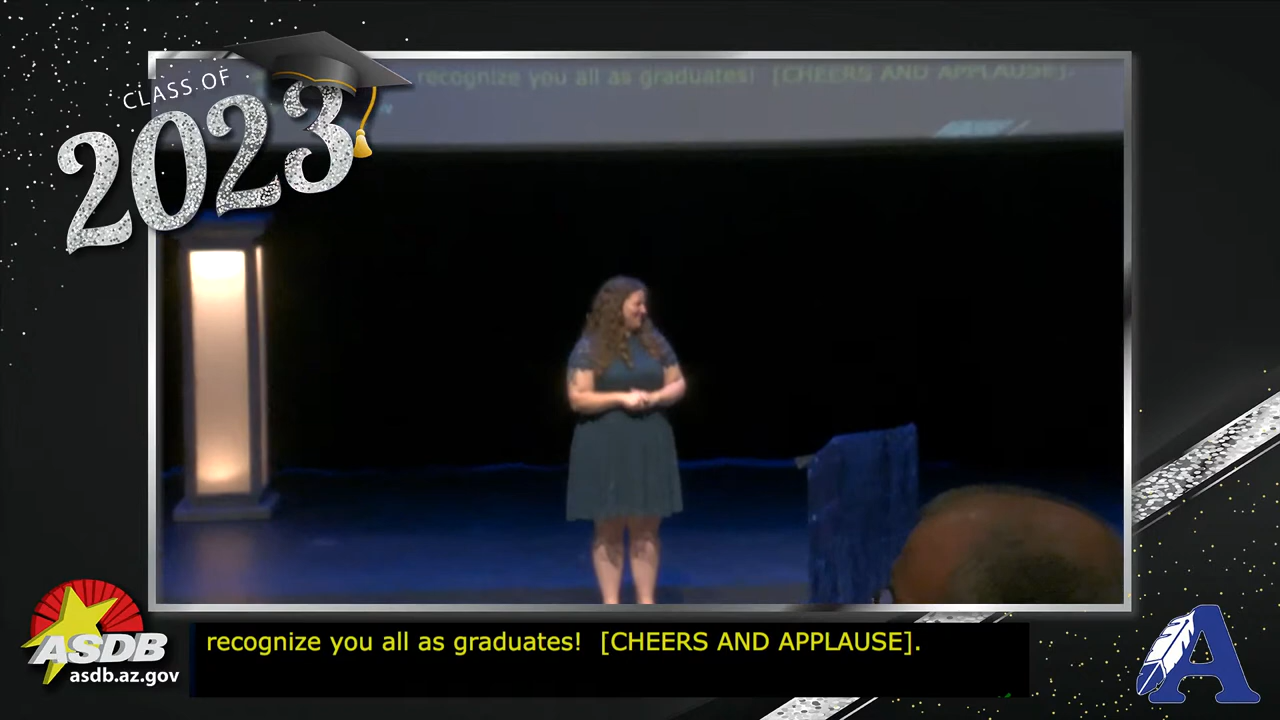 CLASS OF
2023
recognize you all as graduates! [CHEERS AND APPLAUSE].
ASDB
asdb.az.gov
recognize you all as graduates!  [CHEERS AND APPLAUSE].
A